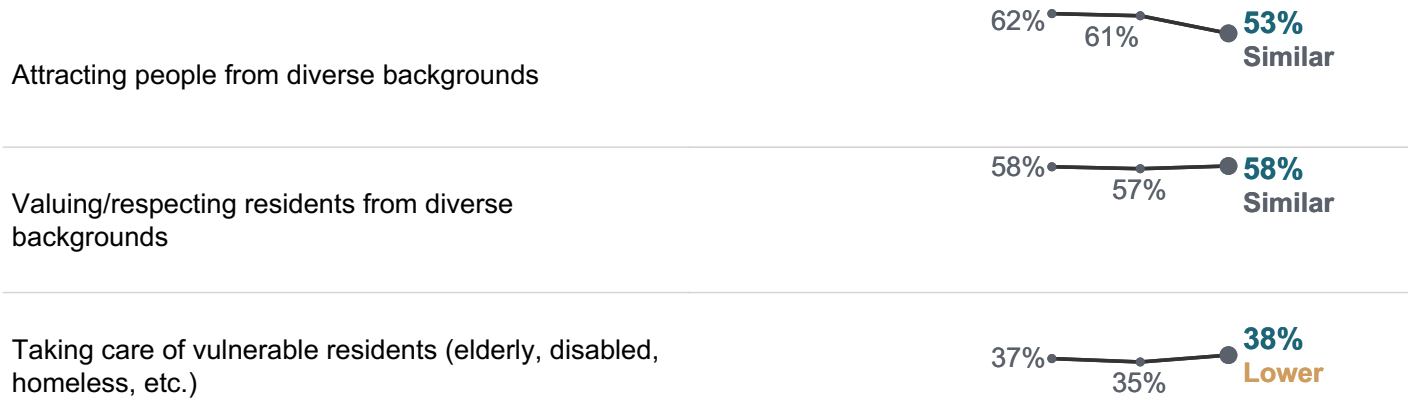 62%
61%
53%
Similar
Attracting people from diverse backgrounds
58%
57%
58%
Similar
Valuing/respecting residents from diverse
backgrounds
37%
35%
38%
Lower
Taking care of vulnerable residents (elderly, disabled,
homeless, etc.)